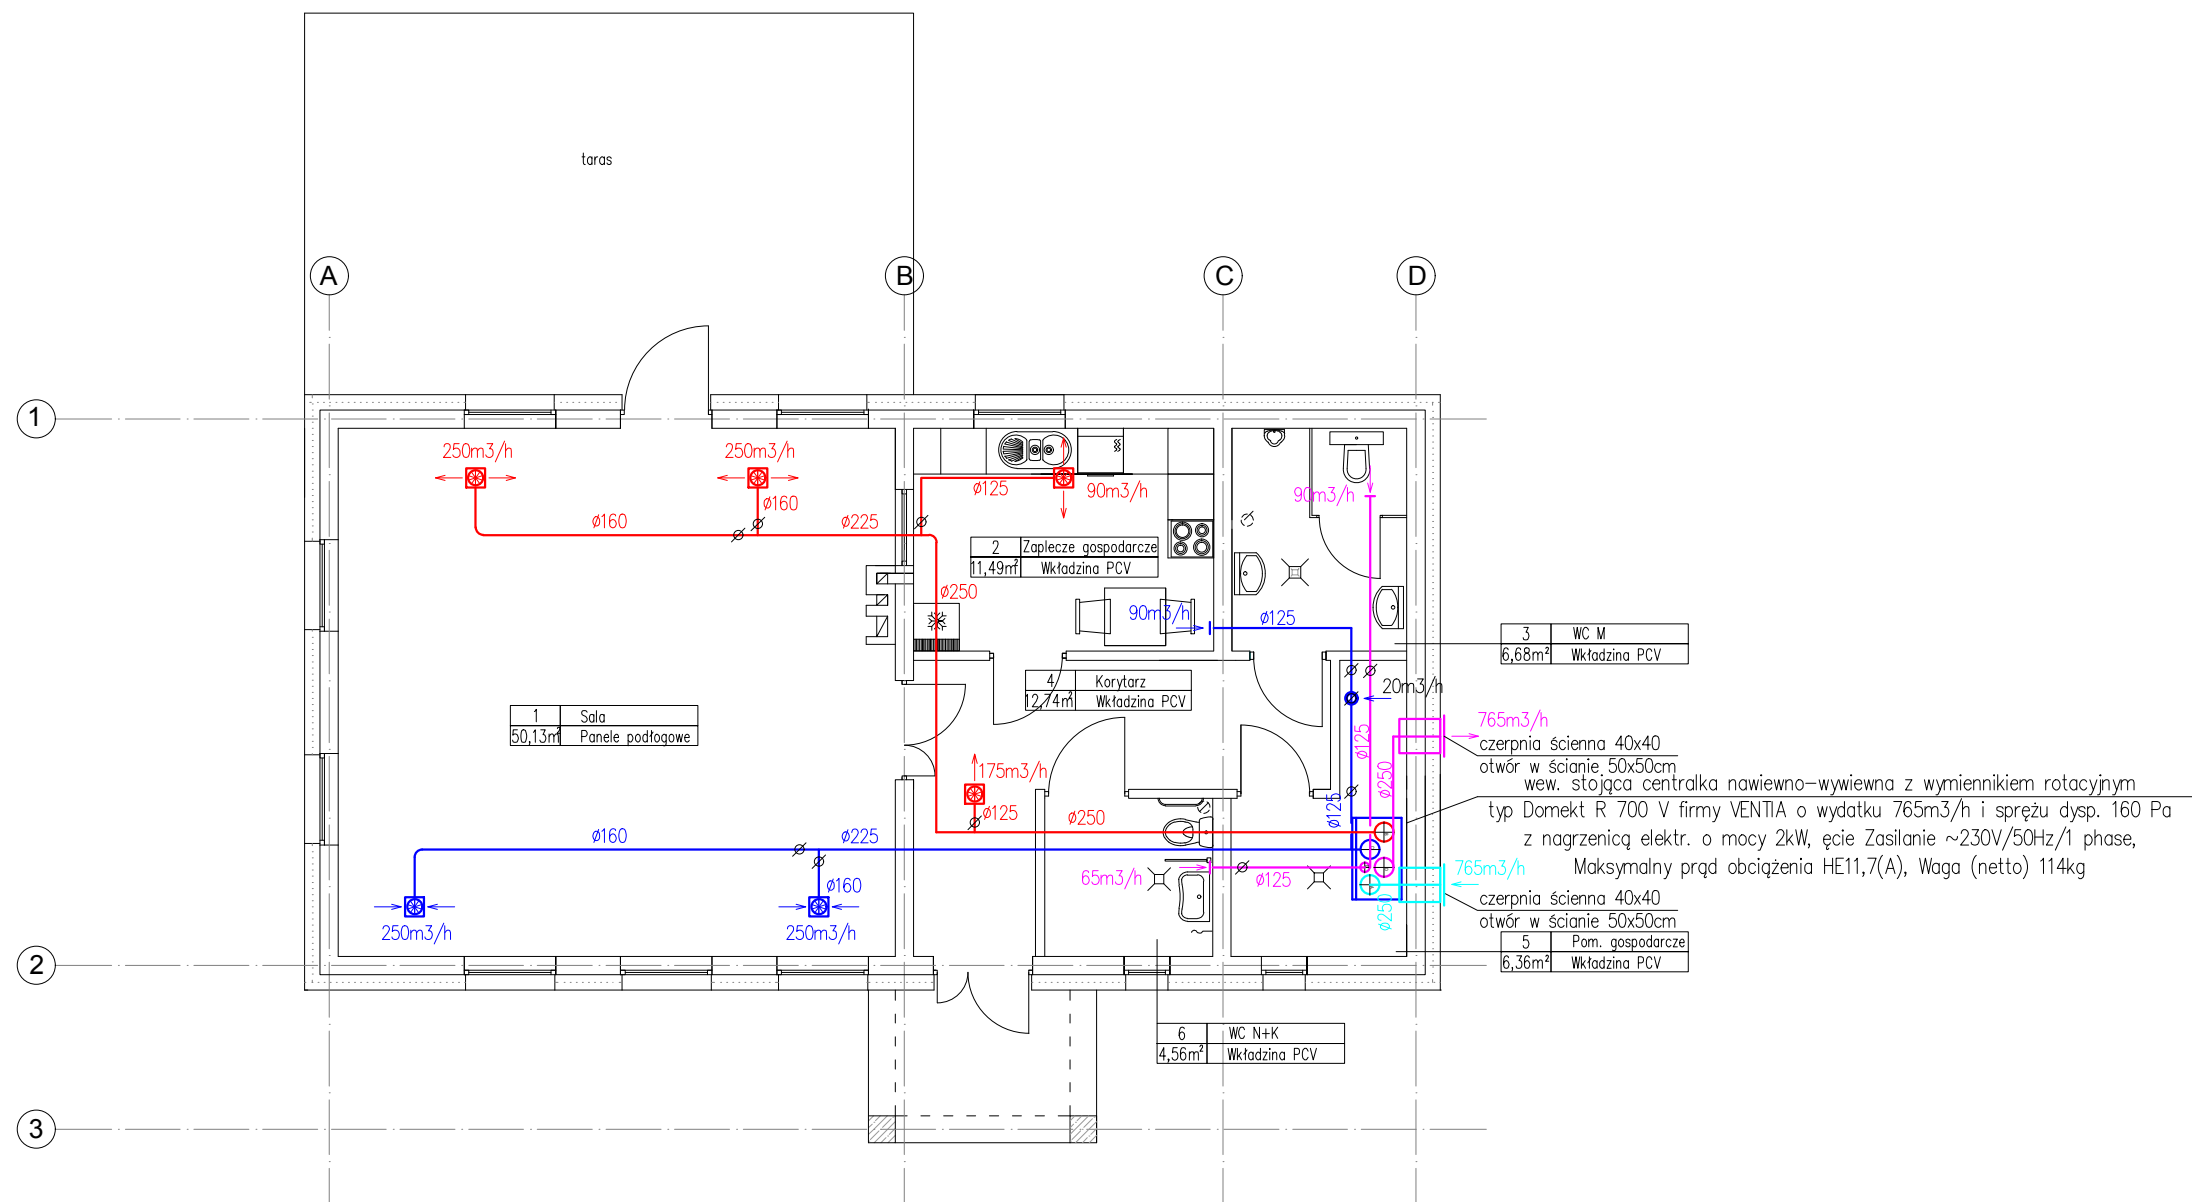 taras
A
B
C
D
1
250m3/h
250m3/h
ø125
90m3/h
90m3/h
ø160
ø160
ø225
2 Zaplecze gospodarcze
11,49m² Wkładzina PCV
ø250
90m3/h
ø125
3 WC M
6,68m² Wkładzina PCV
4 Korytarz
12,74m² Wkładzina PCV
20m3/h
1 Sala
50,13m² Panele podłogowe
765m3/h
czerpnia ścienna 40x40
otwór w ścianie 50x50cm
ø125
ø250
175m3/h
ø125
ø125
wew. stojąca centralka nawiewno-wywiewna z wymiennikiem rotacyjnym
typ Domekt R 700 V firmy VENTIA o wydatku 765m3/h i sprężu dysp. 160 Pa
z nagrzenicą elektr. o mocy 2kW, ęcie Zasilanie ~230V/50Hz/1 phase,
Maksymalny prąd obciążenia HE11,7(A), Waga (netto) 114kg
ø250
ø160
ø225
ø160
65m3/h
ø125
765m3/h
ø250
czerpnia ścienna 40x40
otwór w ścianie 50x50cm
250m3/h
250m3/h
5 Pom. gospodarcze
6,36m² Wkładzina PCV
2
6 WC N+K
4,56m² Wkładzina PCV
3